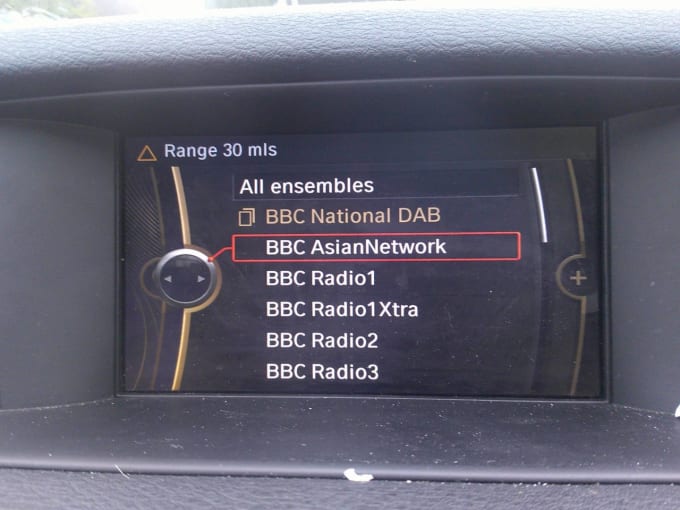 Range 30 mls
All ensembles
BBC National DAB
BBC AsianNetwork
BBC Radio1
BBC Radio1Xtra
BBC Radio2
BBC Radio3